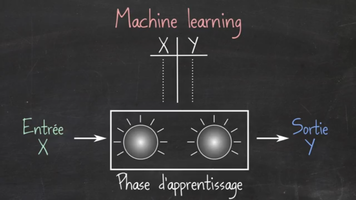 Machine learning
X Y
Entrée
X
Sortie
Y
Phase d'apprentissage